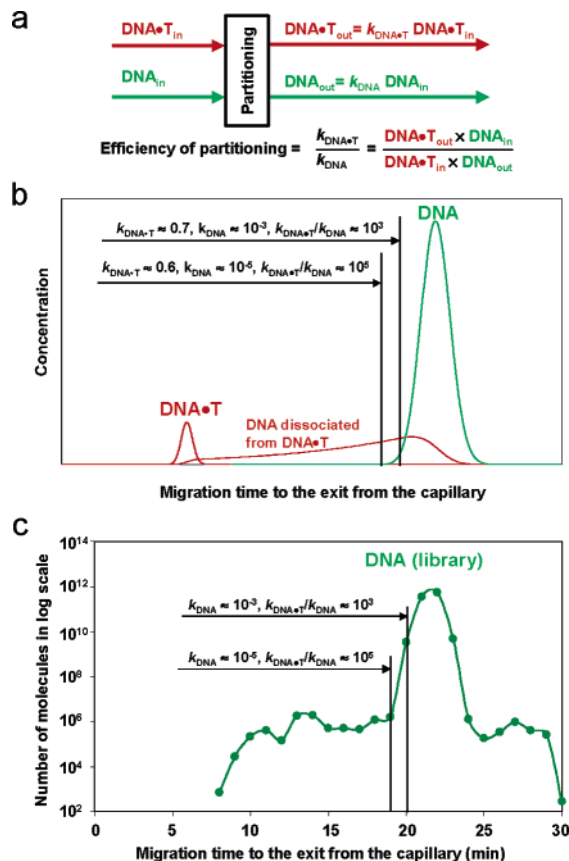 a
DNA•Tin
DNAin
Partitioning
DNA•Tout= kDNA•T DNA•Tin
DNAout= kDNA DNAin
Efficiency of partitioning = kDNA•T / kDNA = DNA•Tout × DNAin / DNA•Tin × DNAout
b
DNA
kDNA•T ≈ 0.7, kDNA ≈ 10-3, kDNA•T/kDNA ≈ 103
kDNA•T ≈ 0.6, kDNA ≈ 10-5, kDNA•T/kDNA ≈ 105
Concentration
DNA•T
DNA dissociated
from DNA•T
Migration time to the exit from the capillary
c
DNA (library)
kDNA ≈ 10-3, kDNA•T/kDNA ≈ 103
kDNA ≈ 10-5, kDNA•T/kDNA ≈ 105
Number of molecules in log scale
1014
1012
1010
108
106
104
102
0 5 10 15 20 25 30
Migration time to the exit from the capillary (min)